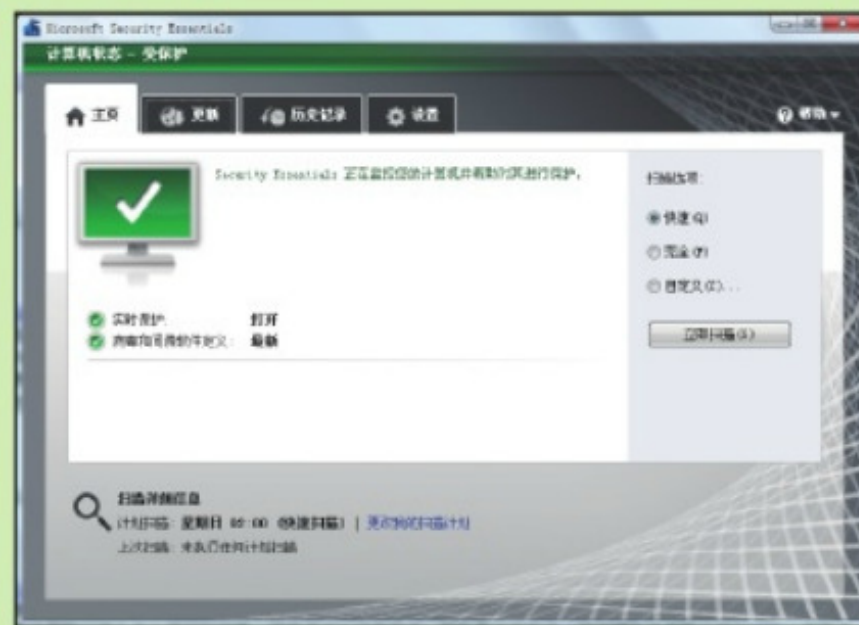 Microsoft Security Essentials
计算机状态 - 受保护
主页
更新
历史记录
设置
帮助
Security Essentials 正在监视您的计算机并帮助对其进行保护。
扫描选项:
快速(Q)
完全(F)
自定义(C)...
立即扫描(S)
实时保护: 打开
病毒和间谍软件定义: 最新
扫描详细信息
计划扫描: 星期日 02:00 (快速扫描) | 更改我的扫描计划
上次扫描: 未执行任何计划扫描